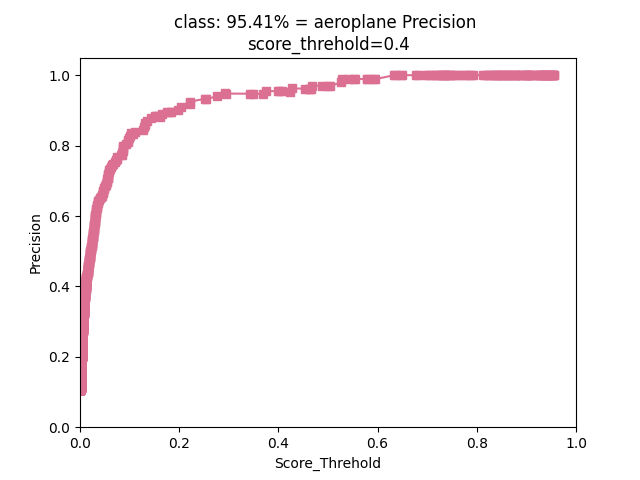 class: 95.41% = aeroplane Precision
score_threhold=0.4
1.0
0.8
0.6
0.4
0.2
0.0
Precision
0.0 0.2 0.4 0.6 0.8 1.0
Score_Threhold